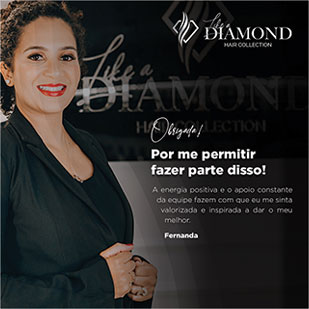 Like a
DIAMOND
HAIR COLLECTION
Like a
DIAMOND
HAIR COLLECTION
Obrigada!
Por me permitir
fazer parte disso!
A energia positiva e o apoio constante
da equipe fazem com que eu me sinta
valorizada e inspirada a dar o meu
melhor.
Fernanda